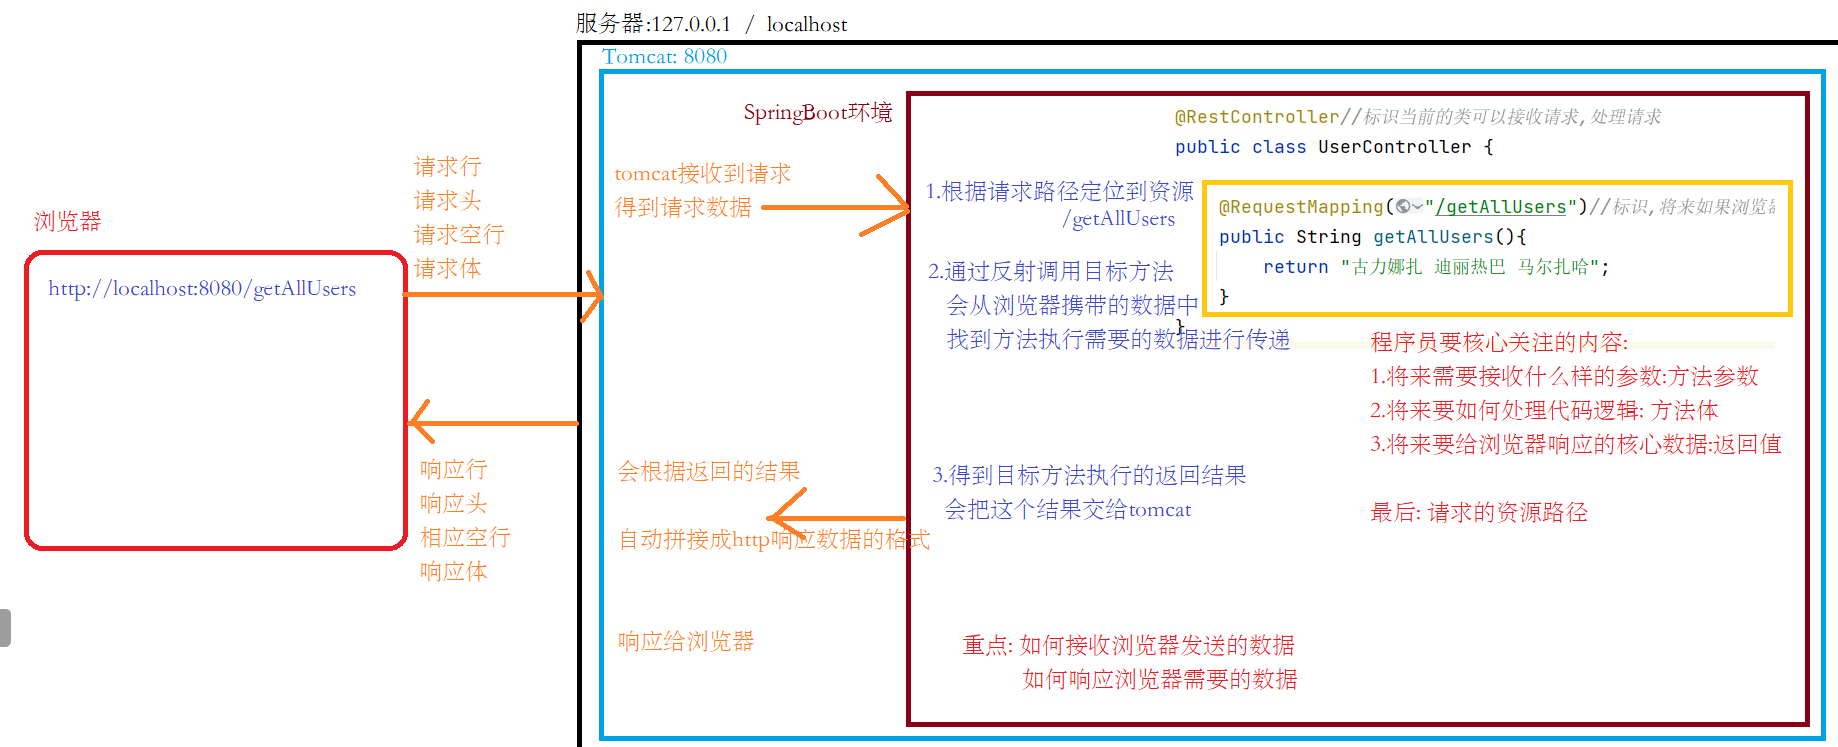 服务器:127.0.0.1 / localhost
Tomcat: 8080
SpringBoot环境
浏览器
http://localhost:8080/getAllUsers
请求行
请求头
请求空行
请求体
响应行
响应头
相应空行
响应体
tomcat接收到请求
得到请求数据
会根据返回的结果
自动拼接成http响应数据的格式
响应给浏览器
@RestController//标识当前的类可以接收请求,处理请求
public class UserController {
1.根据请求路径定位到资源
/getAllUsers
@RequestMapping("/getAllUsers")//标识,将来如果浏览
public String getAllUsers(){
return "古力娜扎 迪丽热巴 马尔扎哈";
}
}
2.通过反射调用目标方法
会从浏览器携带的数据中
找到方法执行需要的数据进行传递
程序员要核心关注的内容:
1.将来需要接收什么样的参数:方法参数
2.将来要如何处理代码逻辑: 方法体
3.将来要给浏览器响应的核心数据:返回值
最后: 请求的资源路径
3.得到目标方法执行的返回结果
会把这个结果交给tomcat
重点: 如何接收浏览器发送的数据
如何响应浏览器需要的数据